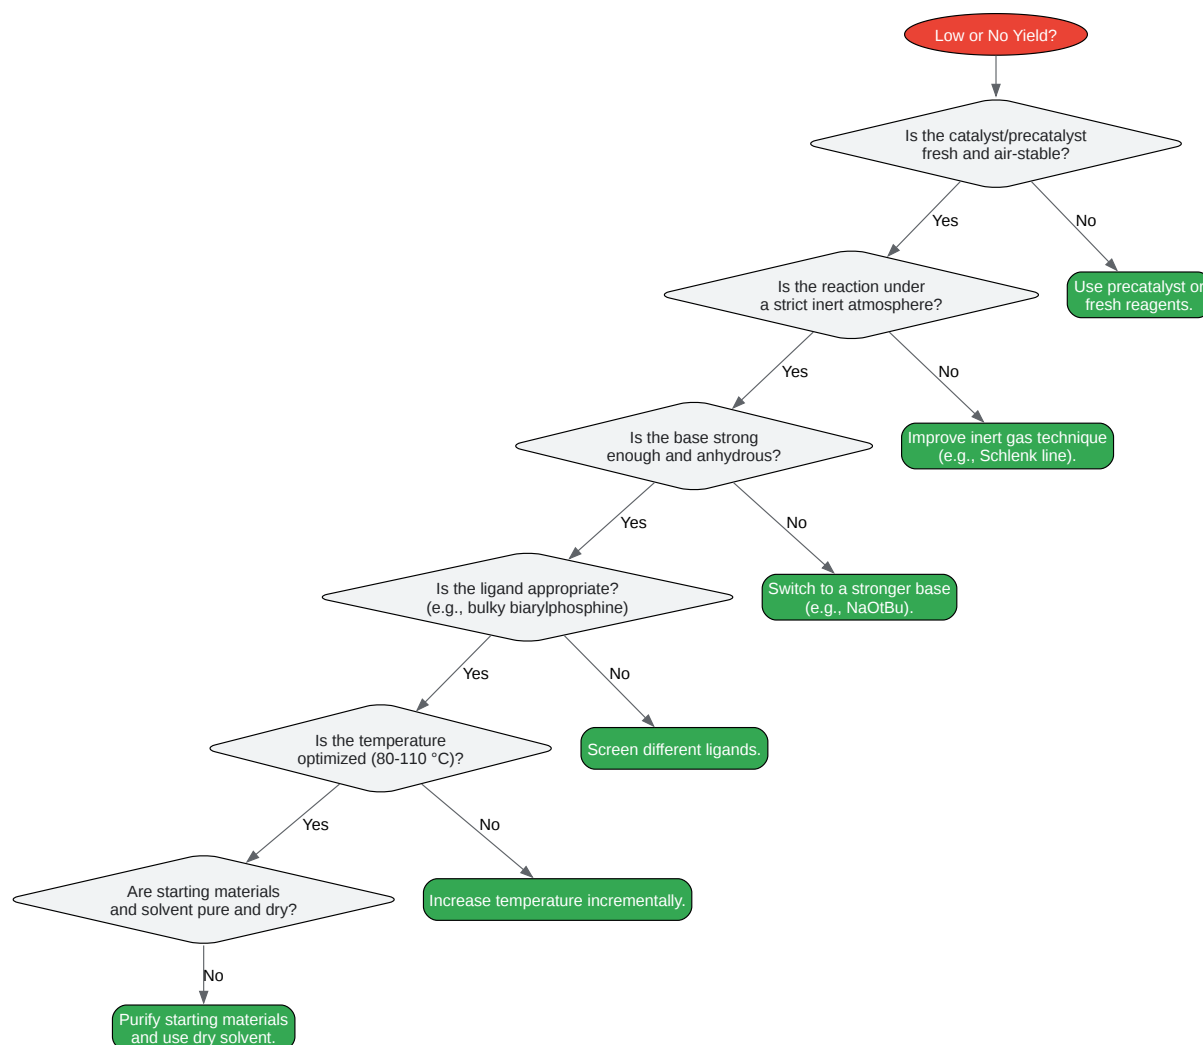 Low or No Yield?
Is the catalyst/precatalyst
fresh and air-stable?
Yes
No
Is the reaction under
a strict inert atmosphere?
Use precatalyst or
fresh reagents.
Yes
No
Is the base strong
enough and anhydrous?
Improve inert gas technique
(e.g., Schlenk line).
Yes
No
Is the ligand appropriate?
(e.g., bulky biarylphosphine)
Switch to a stronger base
(e.g., NaOtBu).
Yes
No
Is the temperature
optimized (80-110 °C)?
Screen different ligands.
Yes
No
Are starting materials
and solvent pure and dry?
Increase temperature incrementally.
No
Purify starting materials
and use dry solvent.